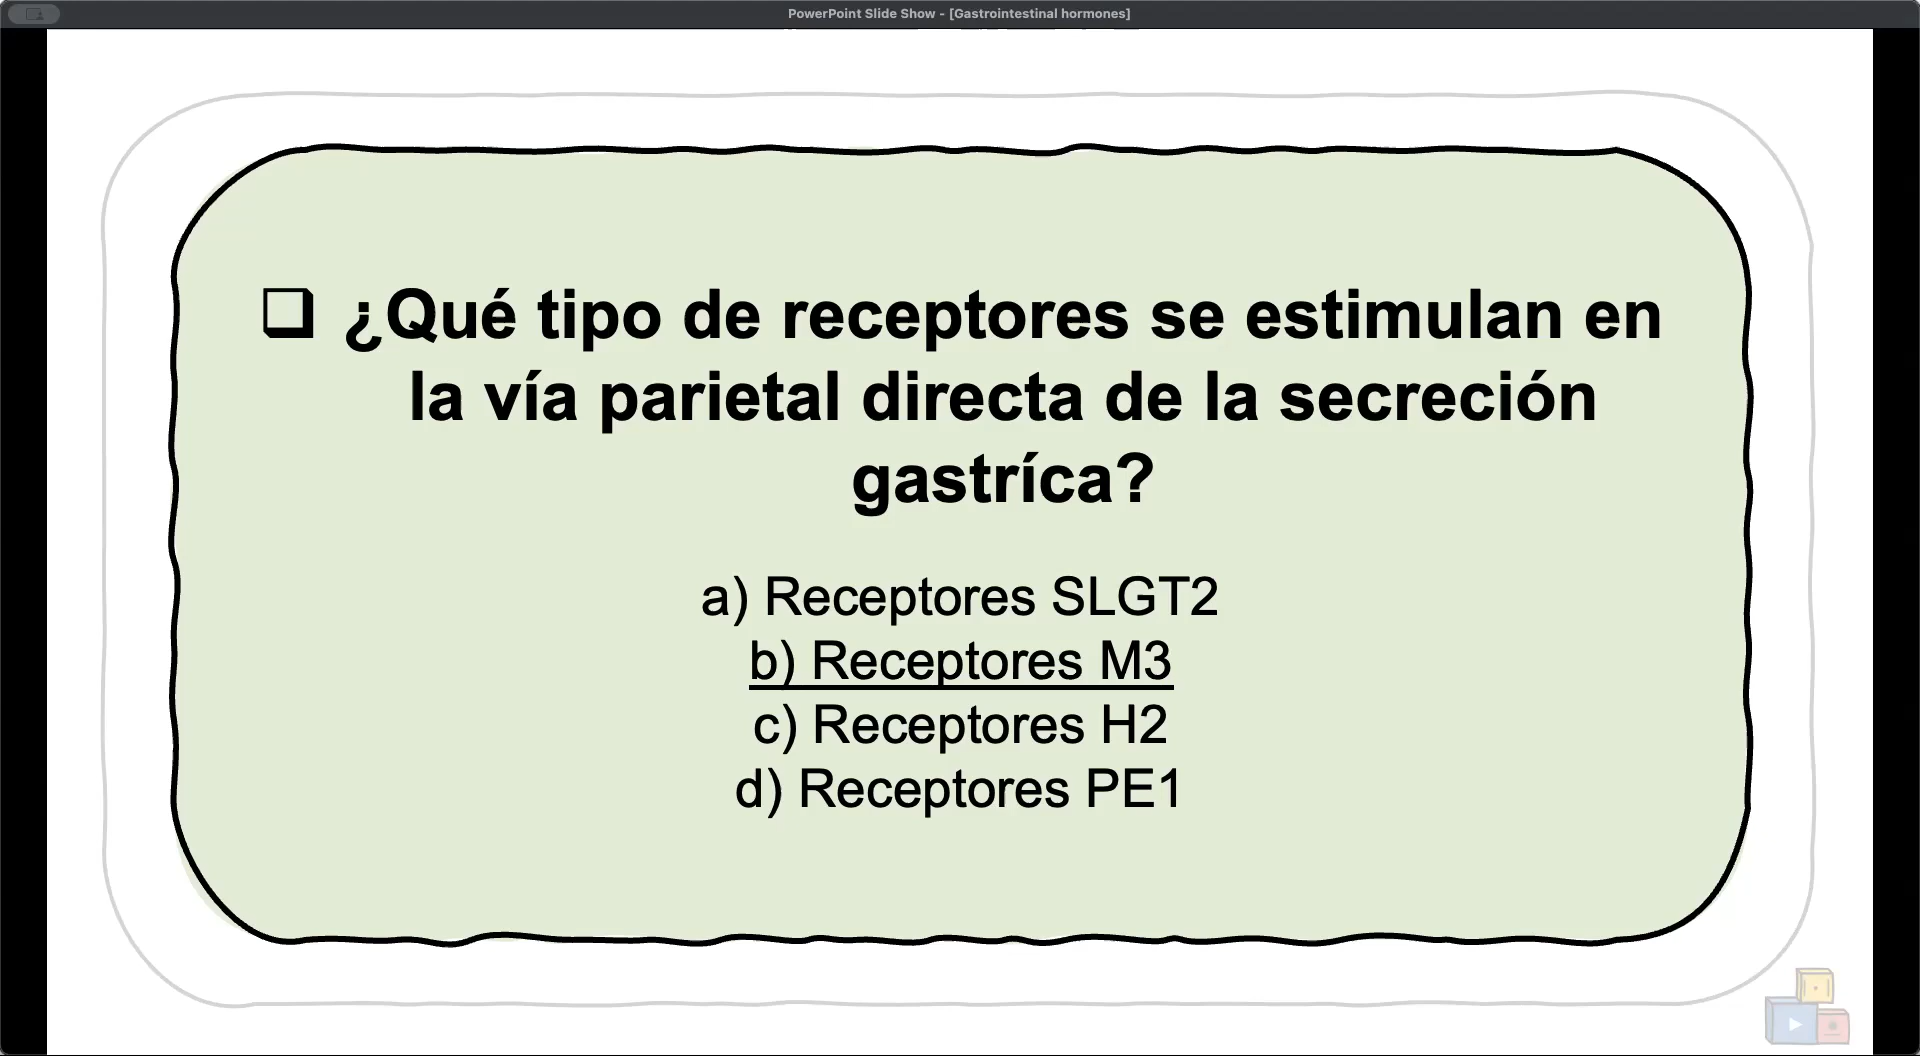 PowerPoint Slide Show - [Gastrointestinal hormones]
❑ ¿Qué tipo de receptores se estimulan en
la vía parietal directa de la secreción
gastríca?
a) Receptores SLGT2
b) Receptores M3
c) Receptores H2
d) Receptores PE1